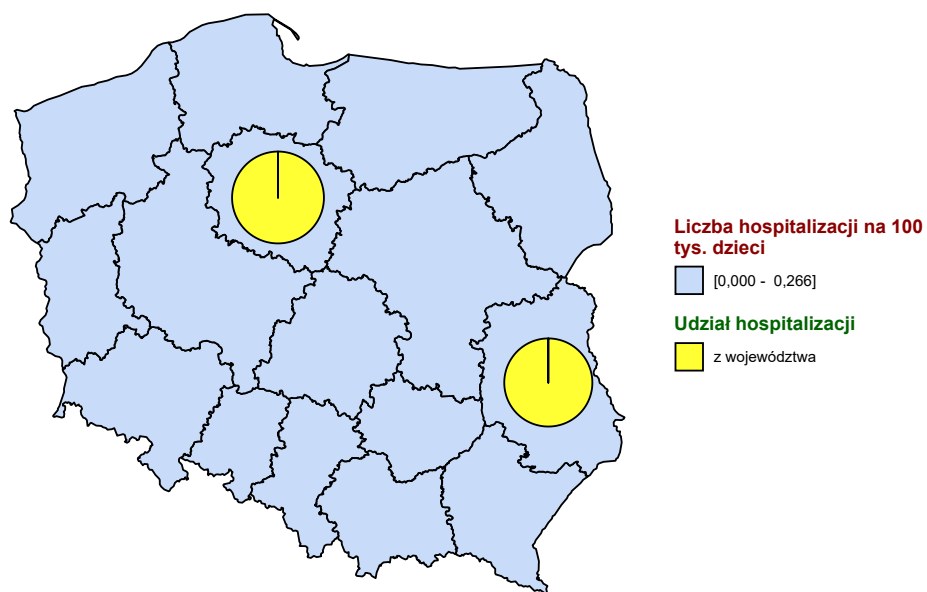 Liczba hospitalizacji na 100
tys. dzieci
[0,000 - 0,266]
Udział hospitalizacji
z województwa